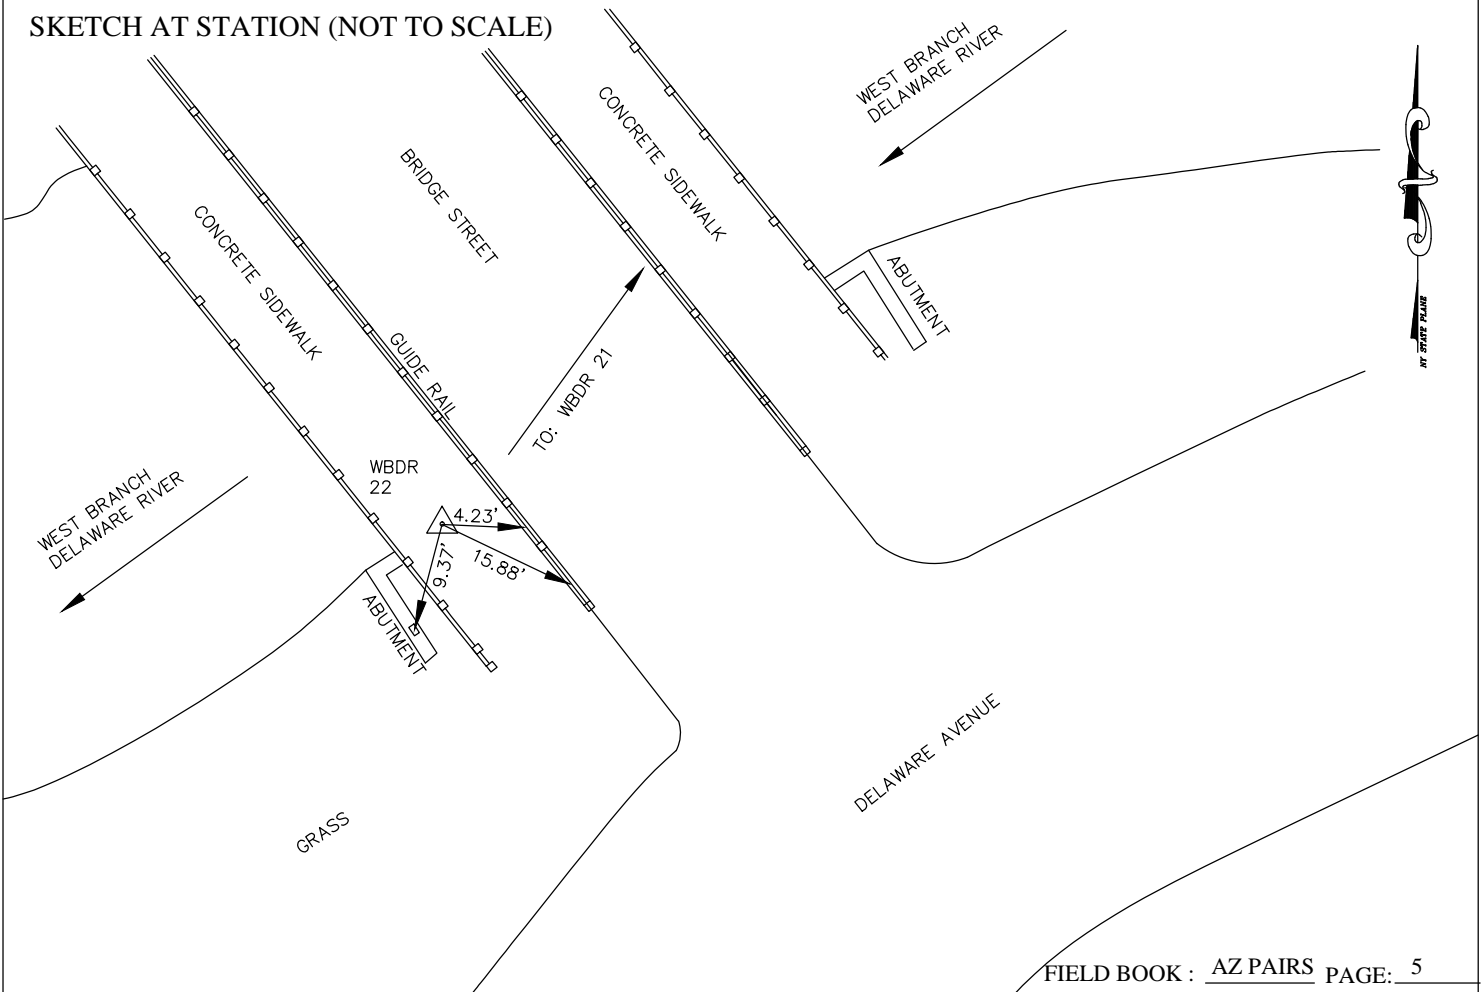 SKETCH AT STATION (NOT TO SCALE)
WEST BRANCH
DELAWARE RIVER
CONCRETE SIDEWALK
BRIDGE STREET
CONCRETE SIDEWALK
ABUTMENT
NY STATE PLANE
GUIDE RAIL
TO: WBDR 21
WBDR
22
WEST BRANCH
DELAWARE RIVER
4.23'
15.88'
9.37'
ABUTMENT
DELAWARE AVENUE
GRASS
FIELD BOOK : AZ PAIRS PAGE: 5